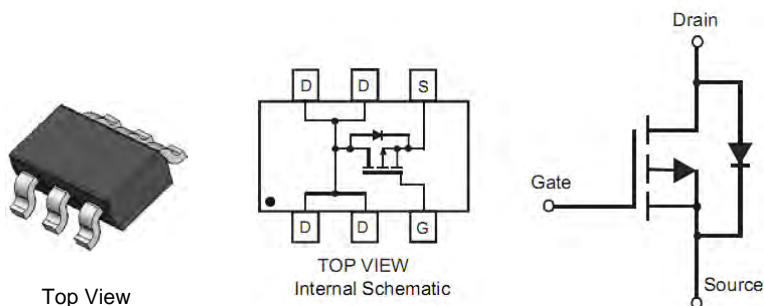 Top View
D D S
D D G
TOP VIEW
Internal Schematic
Drain
Gate
Source